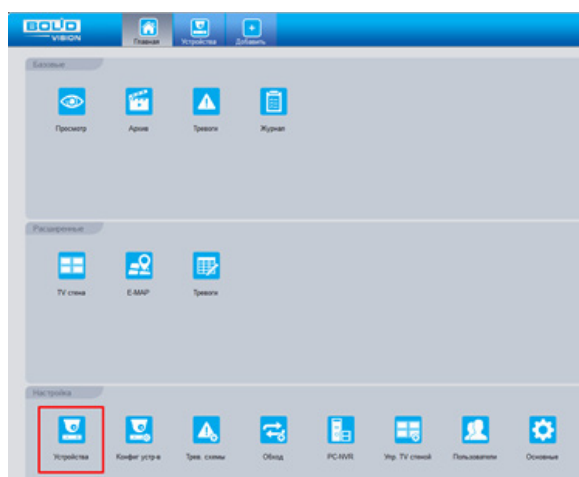 BOLID
VISION
Главная
Устройства
Добавить
Базовые
Просмотр
Архив
Тревоги
Журнал
Расширенные
TV стена
E-MAP
Тревоги
Настройка
Устройства
Конфиг устр-в
Трев. схемы
Обход
PC-NVR
Упр. TV стеной
Пользователи
Основные